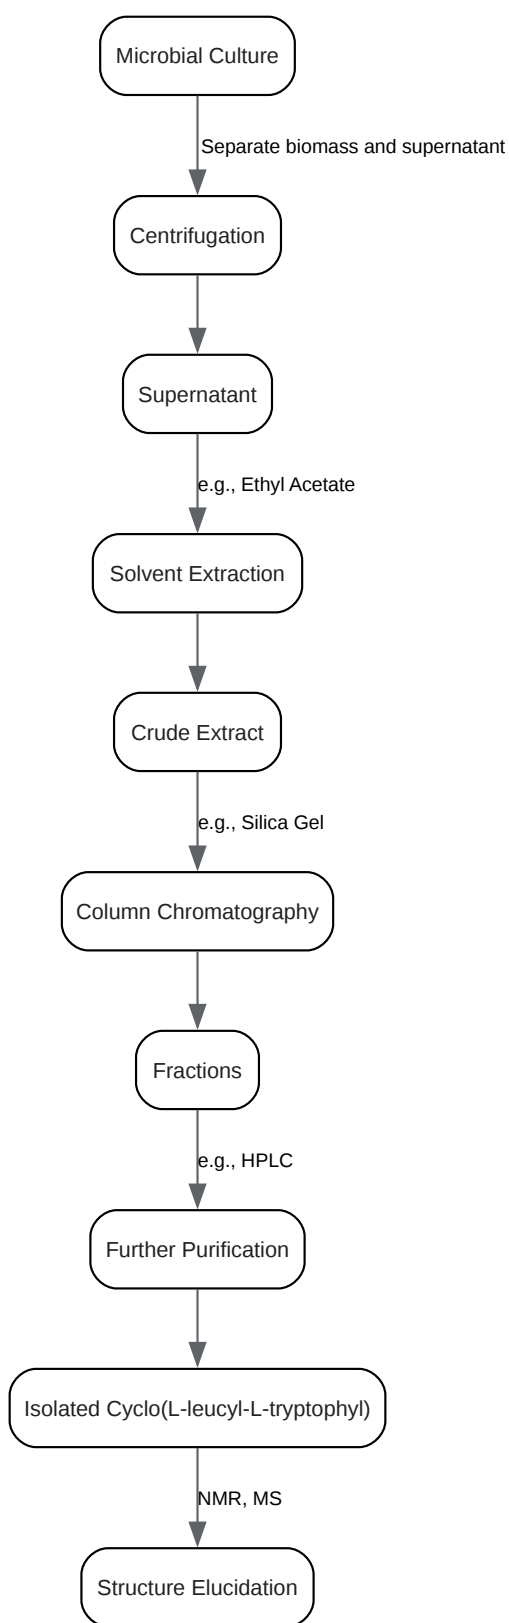 Microbial Culture
Separate biomass and supernatant
Centrifugation
Supernatant
e.g., Ethyl Acetate
Solvent Extraction
Crude Extract
e.g., Silica Gel
Column Chromatography
Fractions
e.g., HPLC
Further Purification
Isolated Cyclo(L-leucyl-L-tryptophyl)
NMR, MS
Structure Elucidation